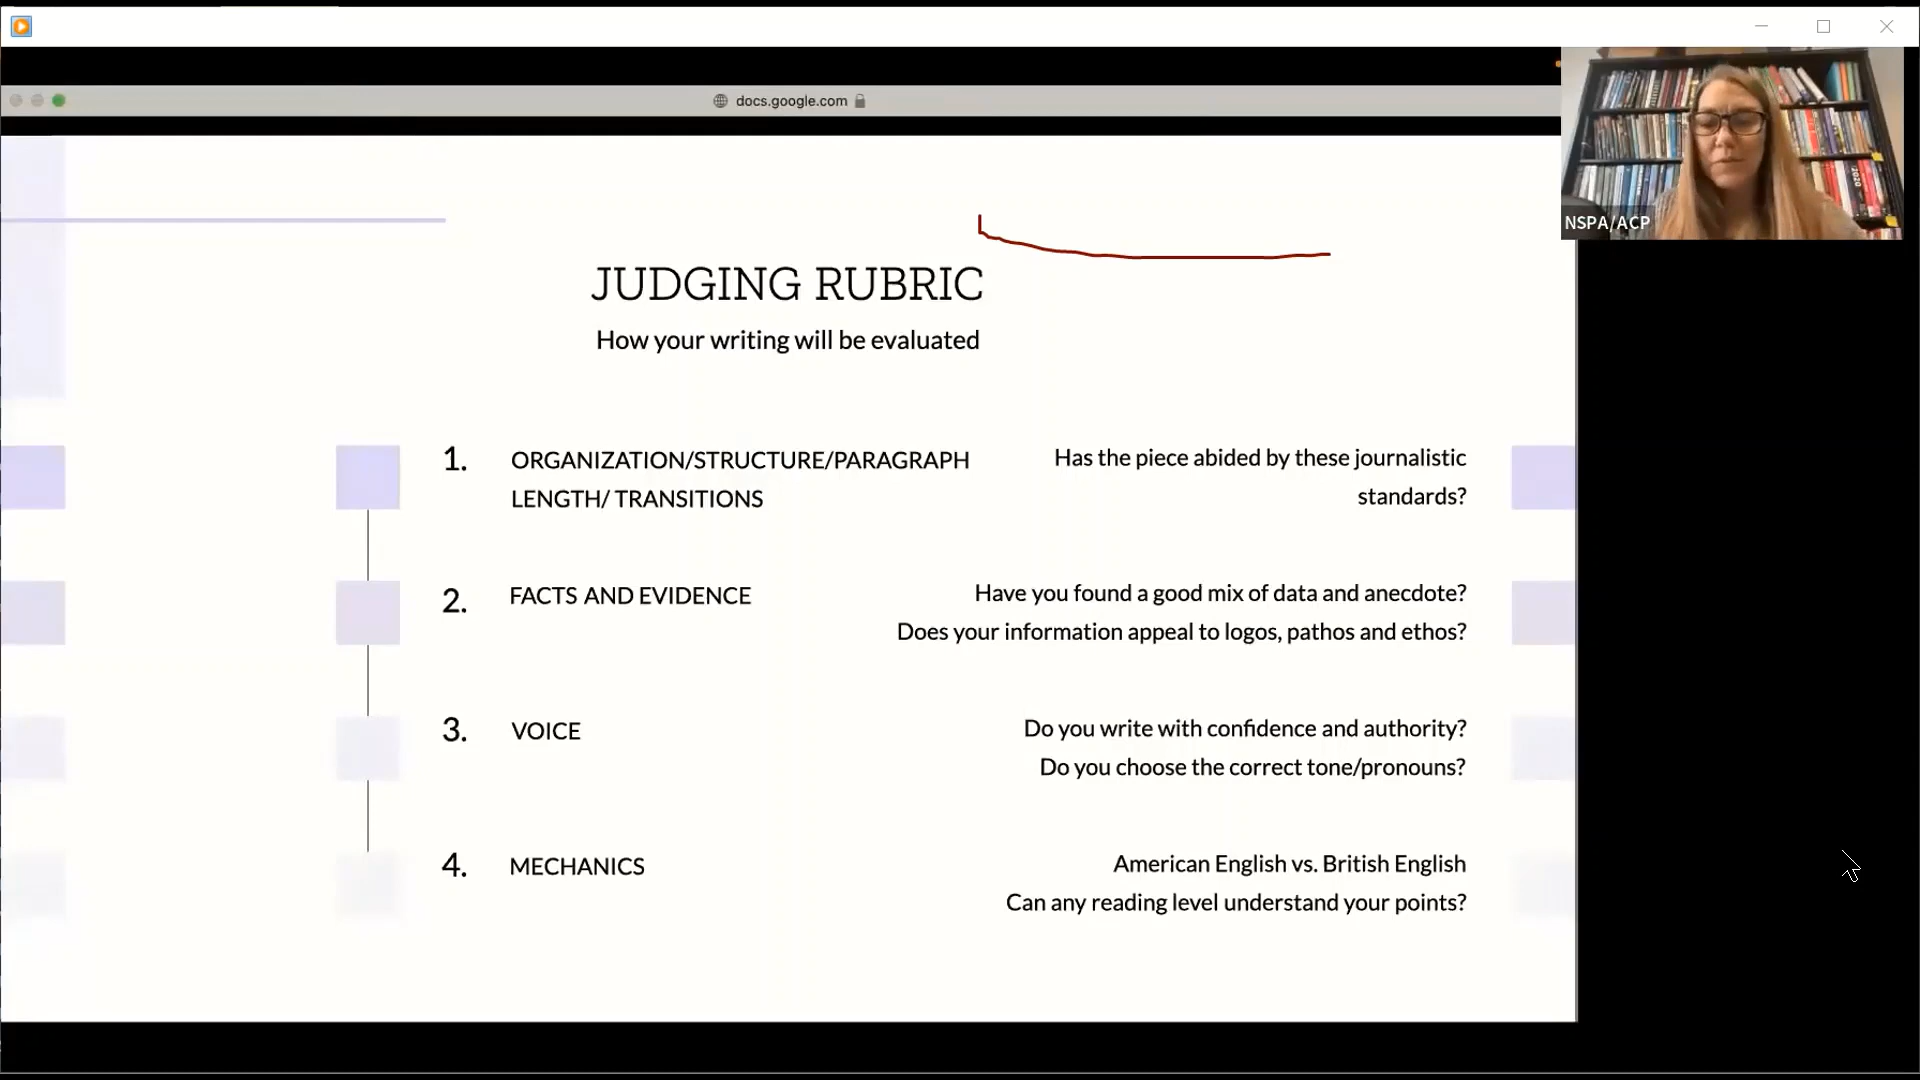 docs.google.com
NSPA/ACP
JUDGING RUBRIC
How your writing will be evaluated
1. ORGANIZATION/STRUCTURE/PARAGRAPH
LENGTH/ TRANSITIONS
Has the piece abided by these journalistic
standards?
2. FACTS AND EVIDENCE
Have you found a good mix of data and anecdote?
Does your information appeal to logos, pathos and ethos?
3. VOICE
Do you write with confidence and authority?
Do you choose the correct tone/pronouns?
4. MECHANICS
American English vs. British English
Can any reading level understand your points?
2020